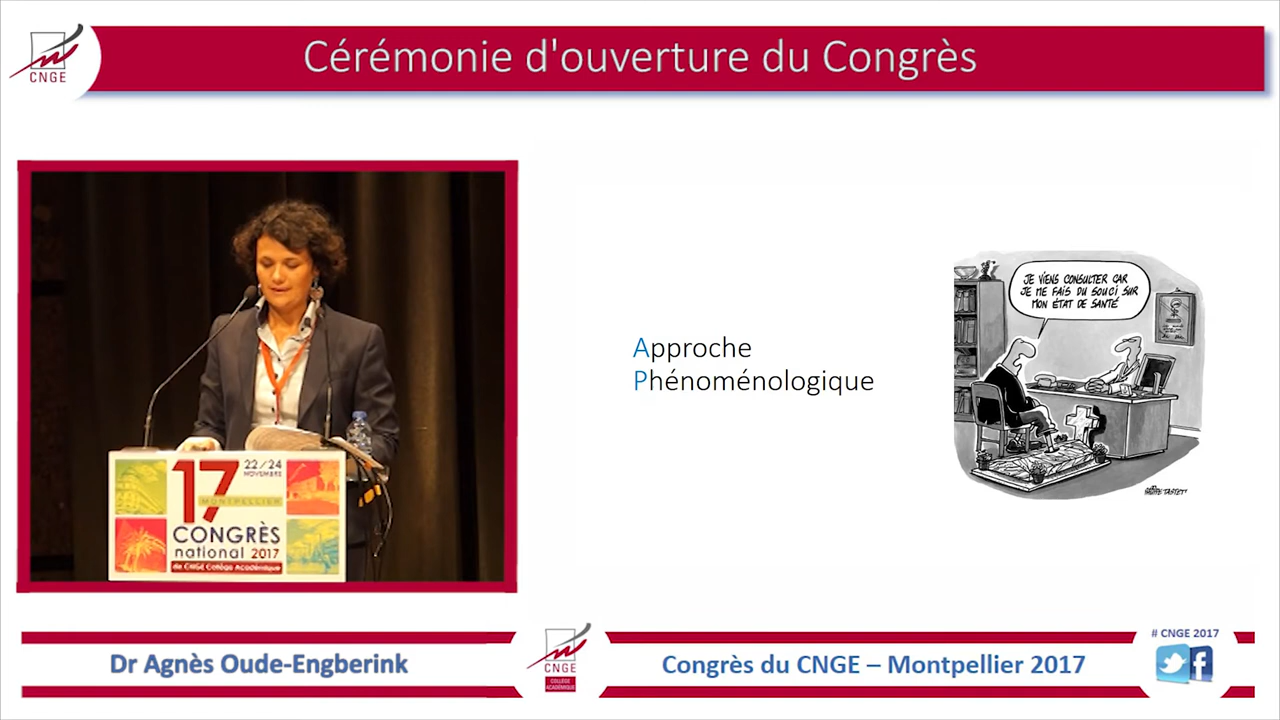 CNGE
Cérémonie d'ouverture du Congrès
22/24
NOVEMBRE
17
MONTPELLIER
CONGRÈS
national 2017
du CNGE Collège Académique
Approche
Phénoménologique
JE VIENS CONSULTER CAR
JE ME FAIS DU SOUCI SUR
MON ÉTAT DE SANTÉ
Dr Agnès Oude-Engberink
CNGE
COLLÈGE
ACADÉMIQUE
Congrès du CNGE – Montpellier 2017
# CNGE 2017